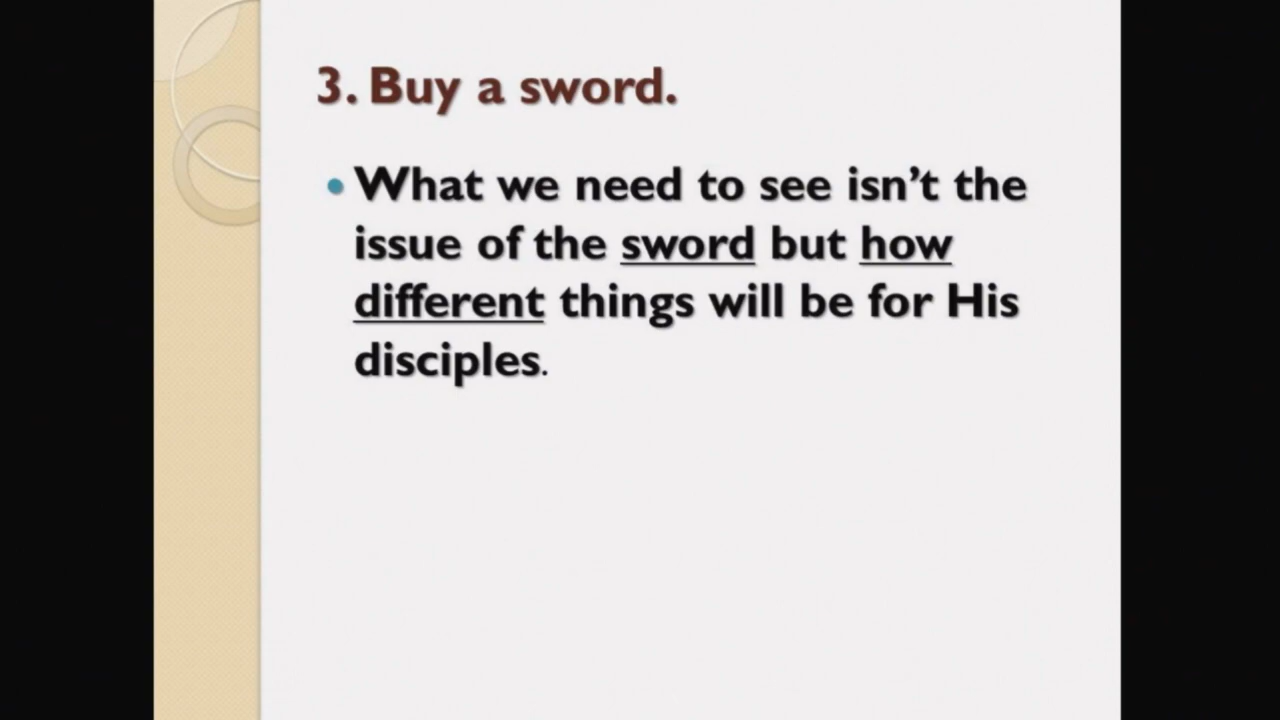 3. Buy a sword.
• What we need to see isn’t the
issue of the sword but how
different things will be for His
disciples.